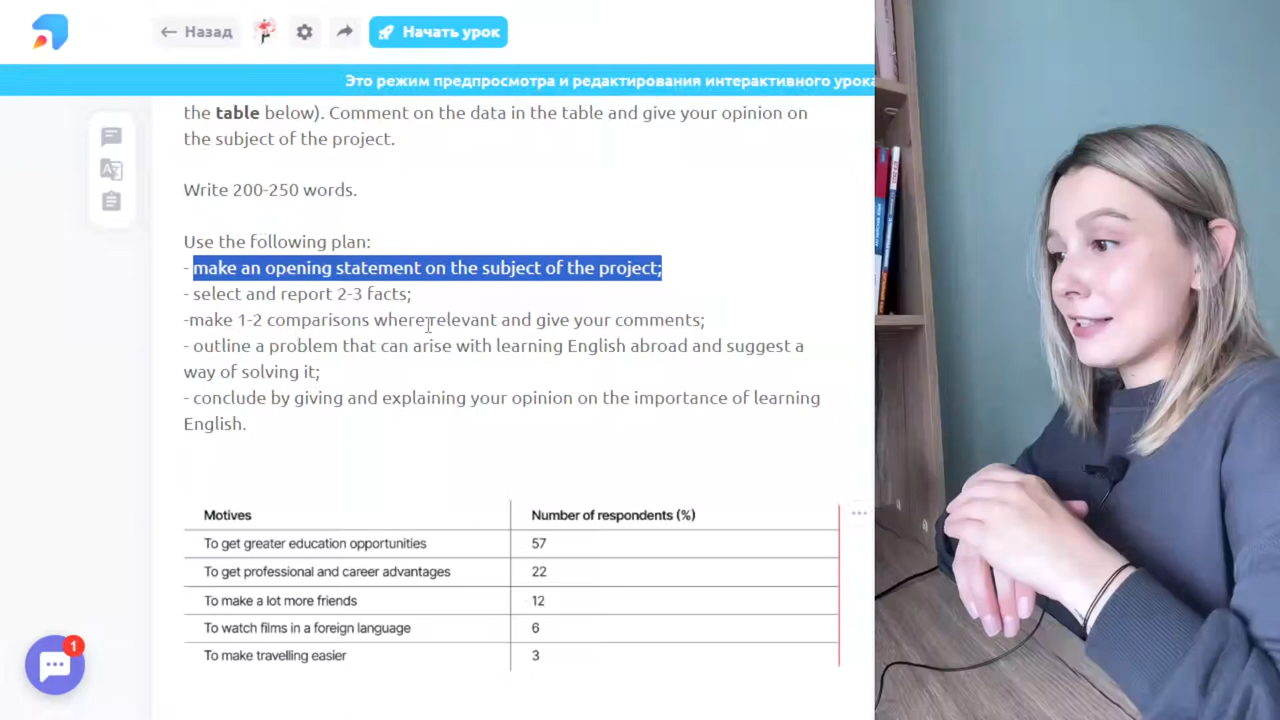 ← Назад
Начать урок
Это режим предпросмотра и редактирования интерактивного урока
the table below). Comment on the data in the table and give your opinion on
the subject of the project.
Write 200-250 words.
Use the following plan:
- make an opening statement on the subject of the project;
- select and report 2-3 facts;
-make 1-2 comparisons where relevant and give your comments;
- outline a problem that can arise with learning English abroad and suggest a
way of solving it;
- conclude by giving and explaining your opinion on the importance of learning
English.
Motives Number of respondents (%)
To get greater education opportunities 57
To get professional and career advantages 22
To make a lot more friends 12
To watch films in a foreign language 6
To make travelling easier 3
1